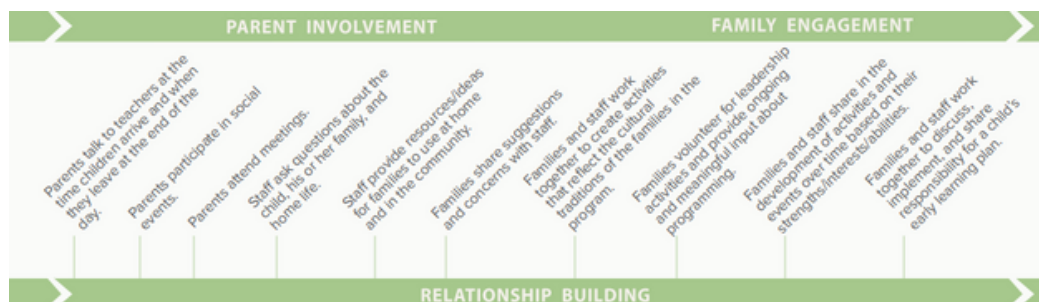 PARENT INVOLVEMENT
FAMILY ENGAGEMENT
Parents talk to teachers at the
time the children arrive and when
they leave at the end of the
day.
Parents participate in social
events.
Parents attend meetings.
Staff ask questions about the
child, his or her family, and
home life.
Staff provide resources/ideas
for families to use at home
and in the community.
Families share suggestions
and concerns with staff.
Families and staff work
together to create activities
that reflect the cultural
traditions of the families in the
program.
Families volunteer for leadership
activities and provide ongoing
and meaningful input about
programming.
Families and staff share in the
development of activities and
events over time based on their
strengths/interests/abilities.
Families and staff work
together to discuss,
implement, and share
responsibility for a child's
early learning plan.
RELATIONSHIP BUILDING